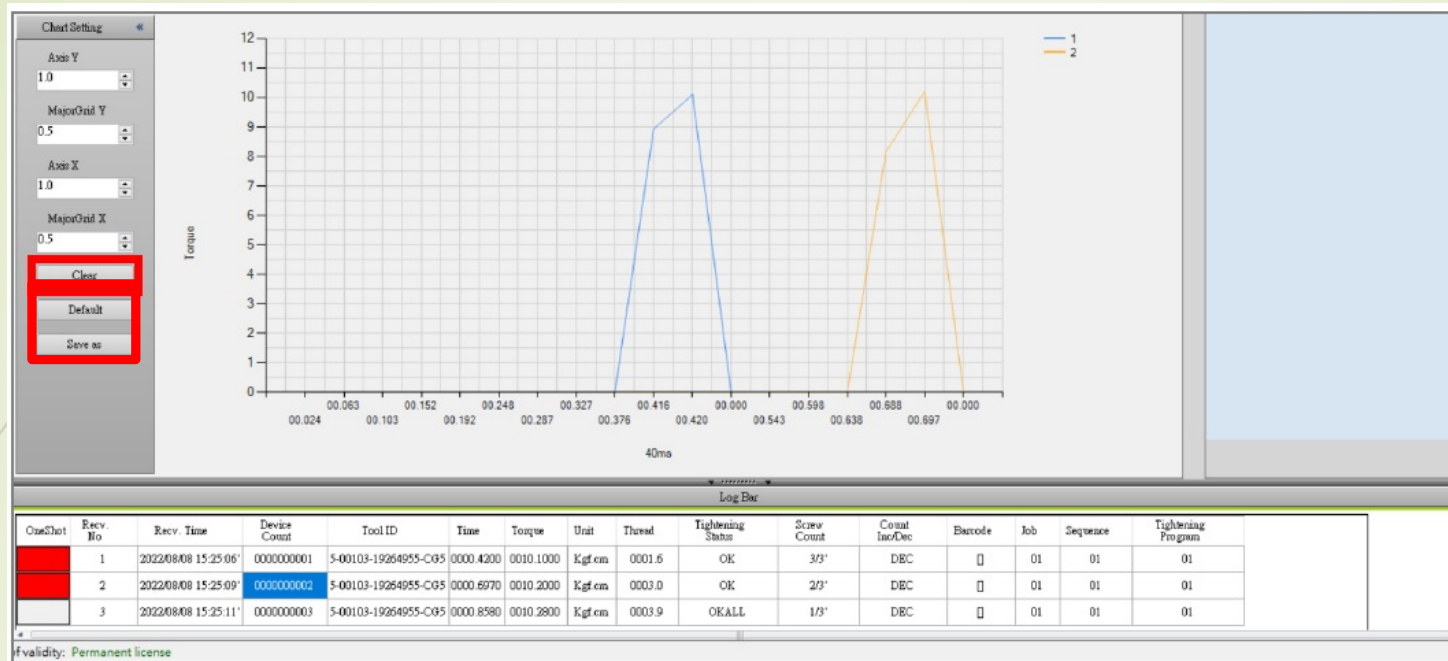 Chart Setting «
Axis Y
1.0
MajorGrid Y
0.5
Axis X
1.0
MajorGrid X
0.5
Clear
Default
Save as
Torque
12
11
10
9
8
7
6
5
4
3
2
1
0
1
2
00.063 00.152 00.248 00.327 00.416 00.000 00.598 00.688 00.000
00.024 00.103 00.192 00.287 00.376 00.420 00.543 00.638 00.697
40ms
Log Bar
OneShot Recv. No Recv. Time Device Count Tool ID Time Torque Unit Thread Tightening Status Screw Count Count Inc/Dec Barcode Job Sequence Tightening Program
1 2022/08/08 15:25:06' 0000000001 5-00103-19264955-CG5 0000.4200 0010.1000 Kgf.cm 0001.6 OK 3/3' DEC ▯ 01 01 01
2 2022/08/08 15:25:09' 0000000002 5-00103-19264955-CG5 0000.6970 0010.2000 Kgf.cm 0003.0 OK 2/3' DEC ▯ 01 01 01
3 2022/08/08 15:25:11' 0000000003 5-00103-19264955-CG5 0000.8580 0010.2800 Kgf.cm 0003.9 OKALL 1/3' DEC ▯ 01 01 01
of validity: Permanent license